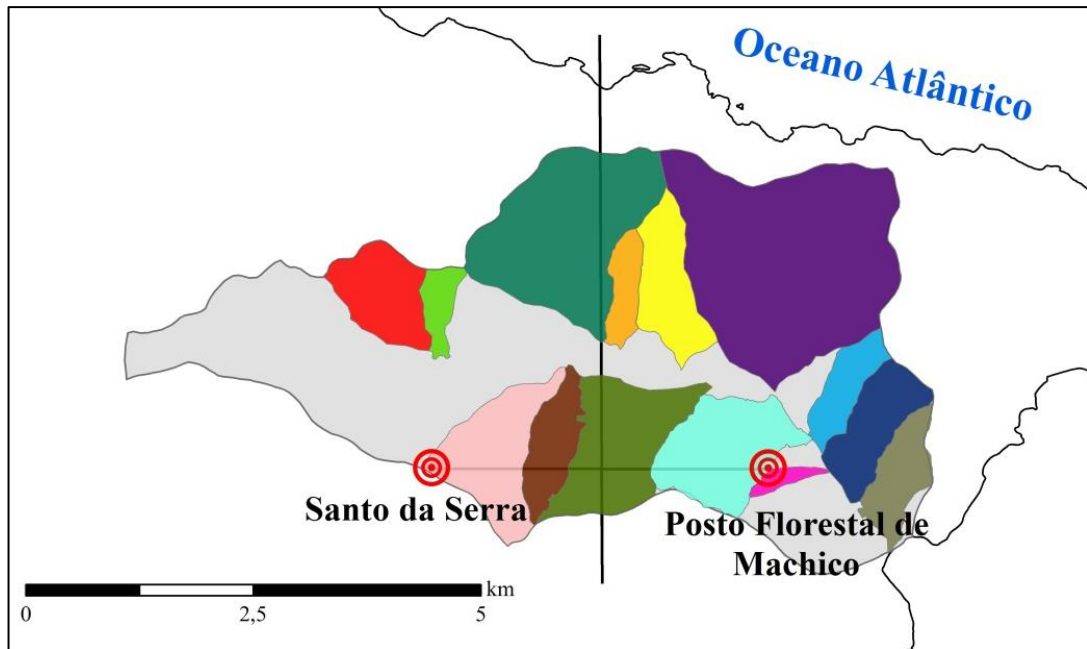 Oceano Atlântico
Santo da Serra
Posto Florestal de
Machico
km
0
2,5
5